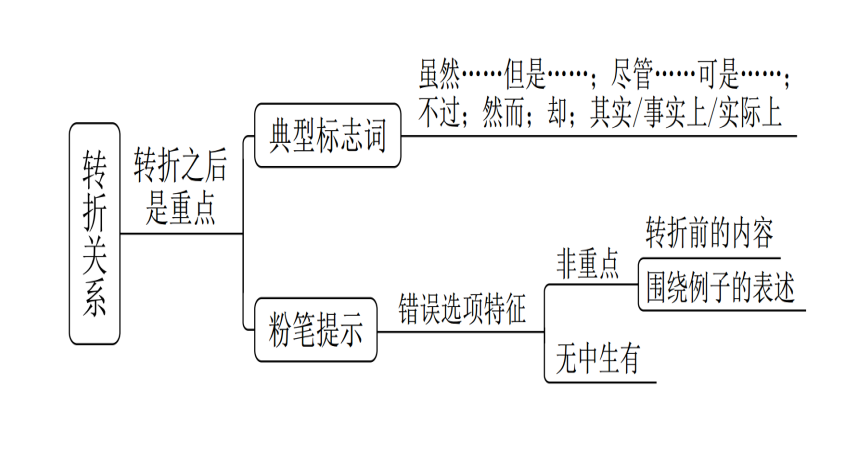 转折关系
转折之后
是重点
典型标志词
虽然……但是……；尽管……可是……；
不过；然而；却；其实/事实上/实际上
粉笔提示
错误选项特征
非重点
转折前的内容
围绕例子的表述
无中生有